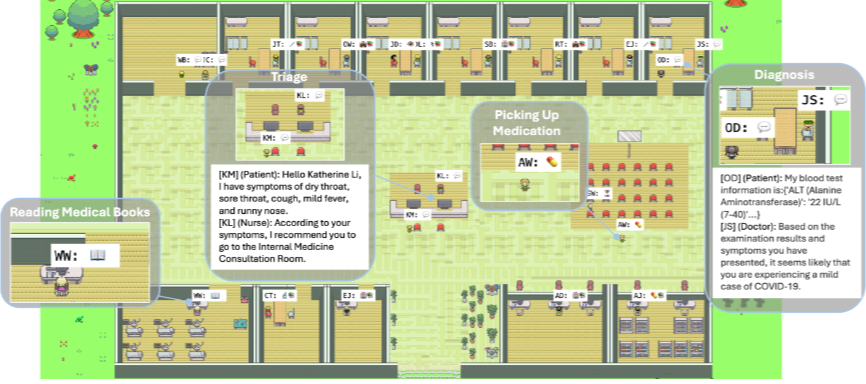 JT:
CW:
JD:
KL:
SB:
RT:
EJ:
JS:
WB:
IC:
OD:
Triage
KL:
KM:
[KM] (Patient): Hello Katherine Li,
I have symptoms of dry throat,
sore throat, cough, mild fever,
and runny nose.
[KL] (Nurse): According to your
symptoms, I recommend you to
go to the Internal Medicine
Consultation Room.
Picking Up
Medication
AW:
Diagnosis
JS:
OD:
[OD] (Patient): My blood test
information is:{'ALT (Alanine
Aminotransferase)': '22 IU/L
(7-40)'...}
[JS] (Doctor): Based on the
examination results and
symptoms you have
presented, it seems likely that
you are experiencing a mild
case of COVID-19.
KL:
KM:
AW:
Reading Medical Books
WW:
WW:
CT:
EJ:
AD:
AJ: